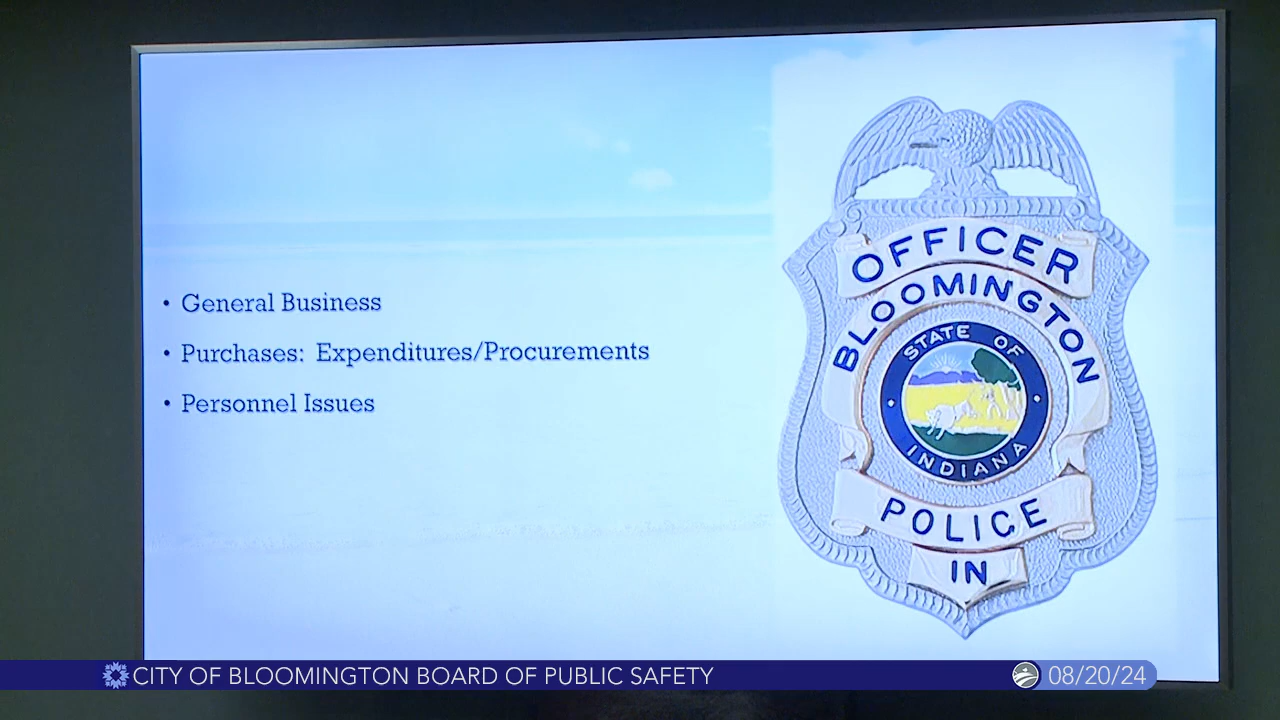 • General Business
• Purchases: Expenditures/Procurements
• Personnel Issues
OFFICER
BLOOMINGTON
STATE OF
INDIANA
POLICE
IN
CITY OF BLOOMINGTON BOARD OF PUBLIC SAFETY
08/20/24